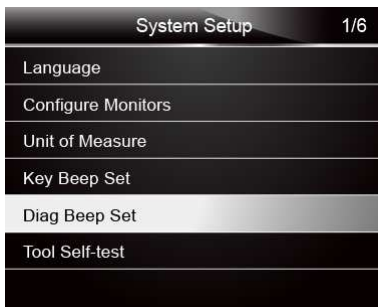 System Setup 1/6
Language
Configure Monitors
Unit of Measure
Key Beep Set
Diag Beep Set
Tool Self-test